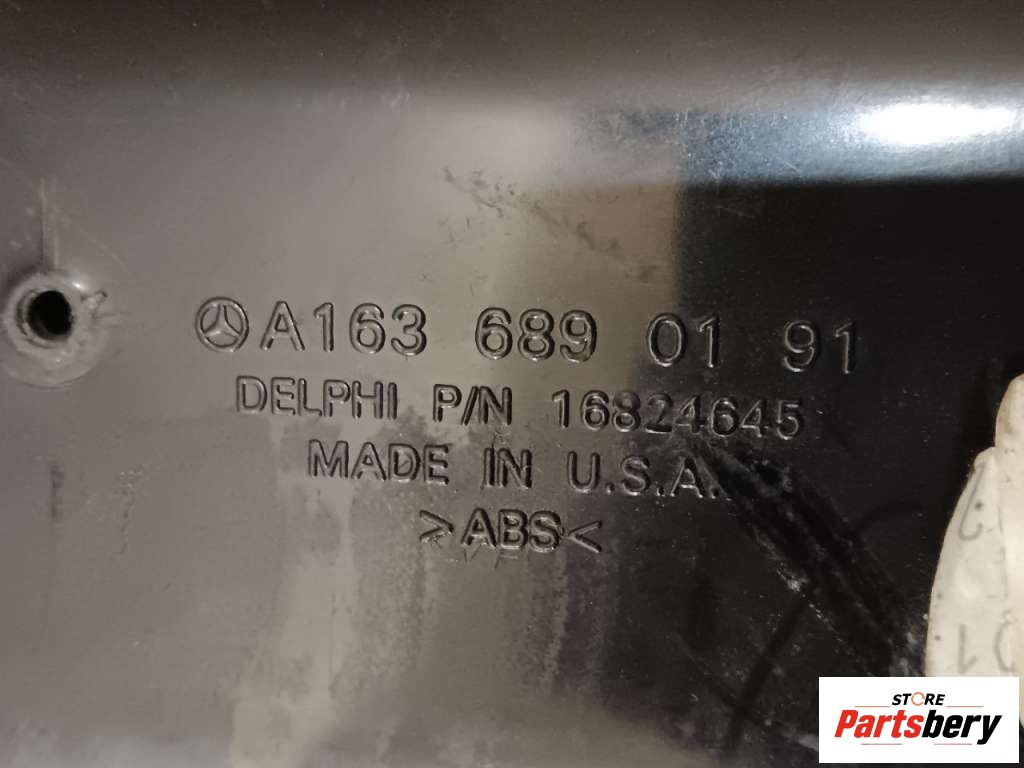 A163 689 01 91
DELPHI P/N 16824645
MADE IN U.S.A.
>ABS<
STORE
Partsbery